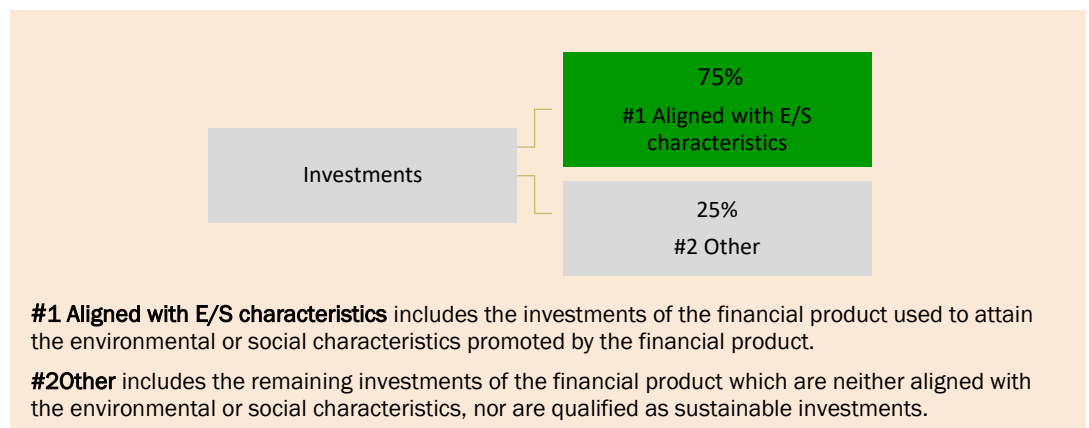 75%
#1 Aligned with E/S
characteristics
Investments
25%
#2 Other
#1 Aligned with E/S characteristics includes the investments of the financial product used to attain
the environmental or social characteristics promoted by the financial product.
#2Other includes the remaining investments of the financial product which are neither aligned with
the environmental or social characteristics, nor are qualified as sustainable investments.